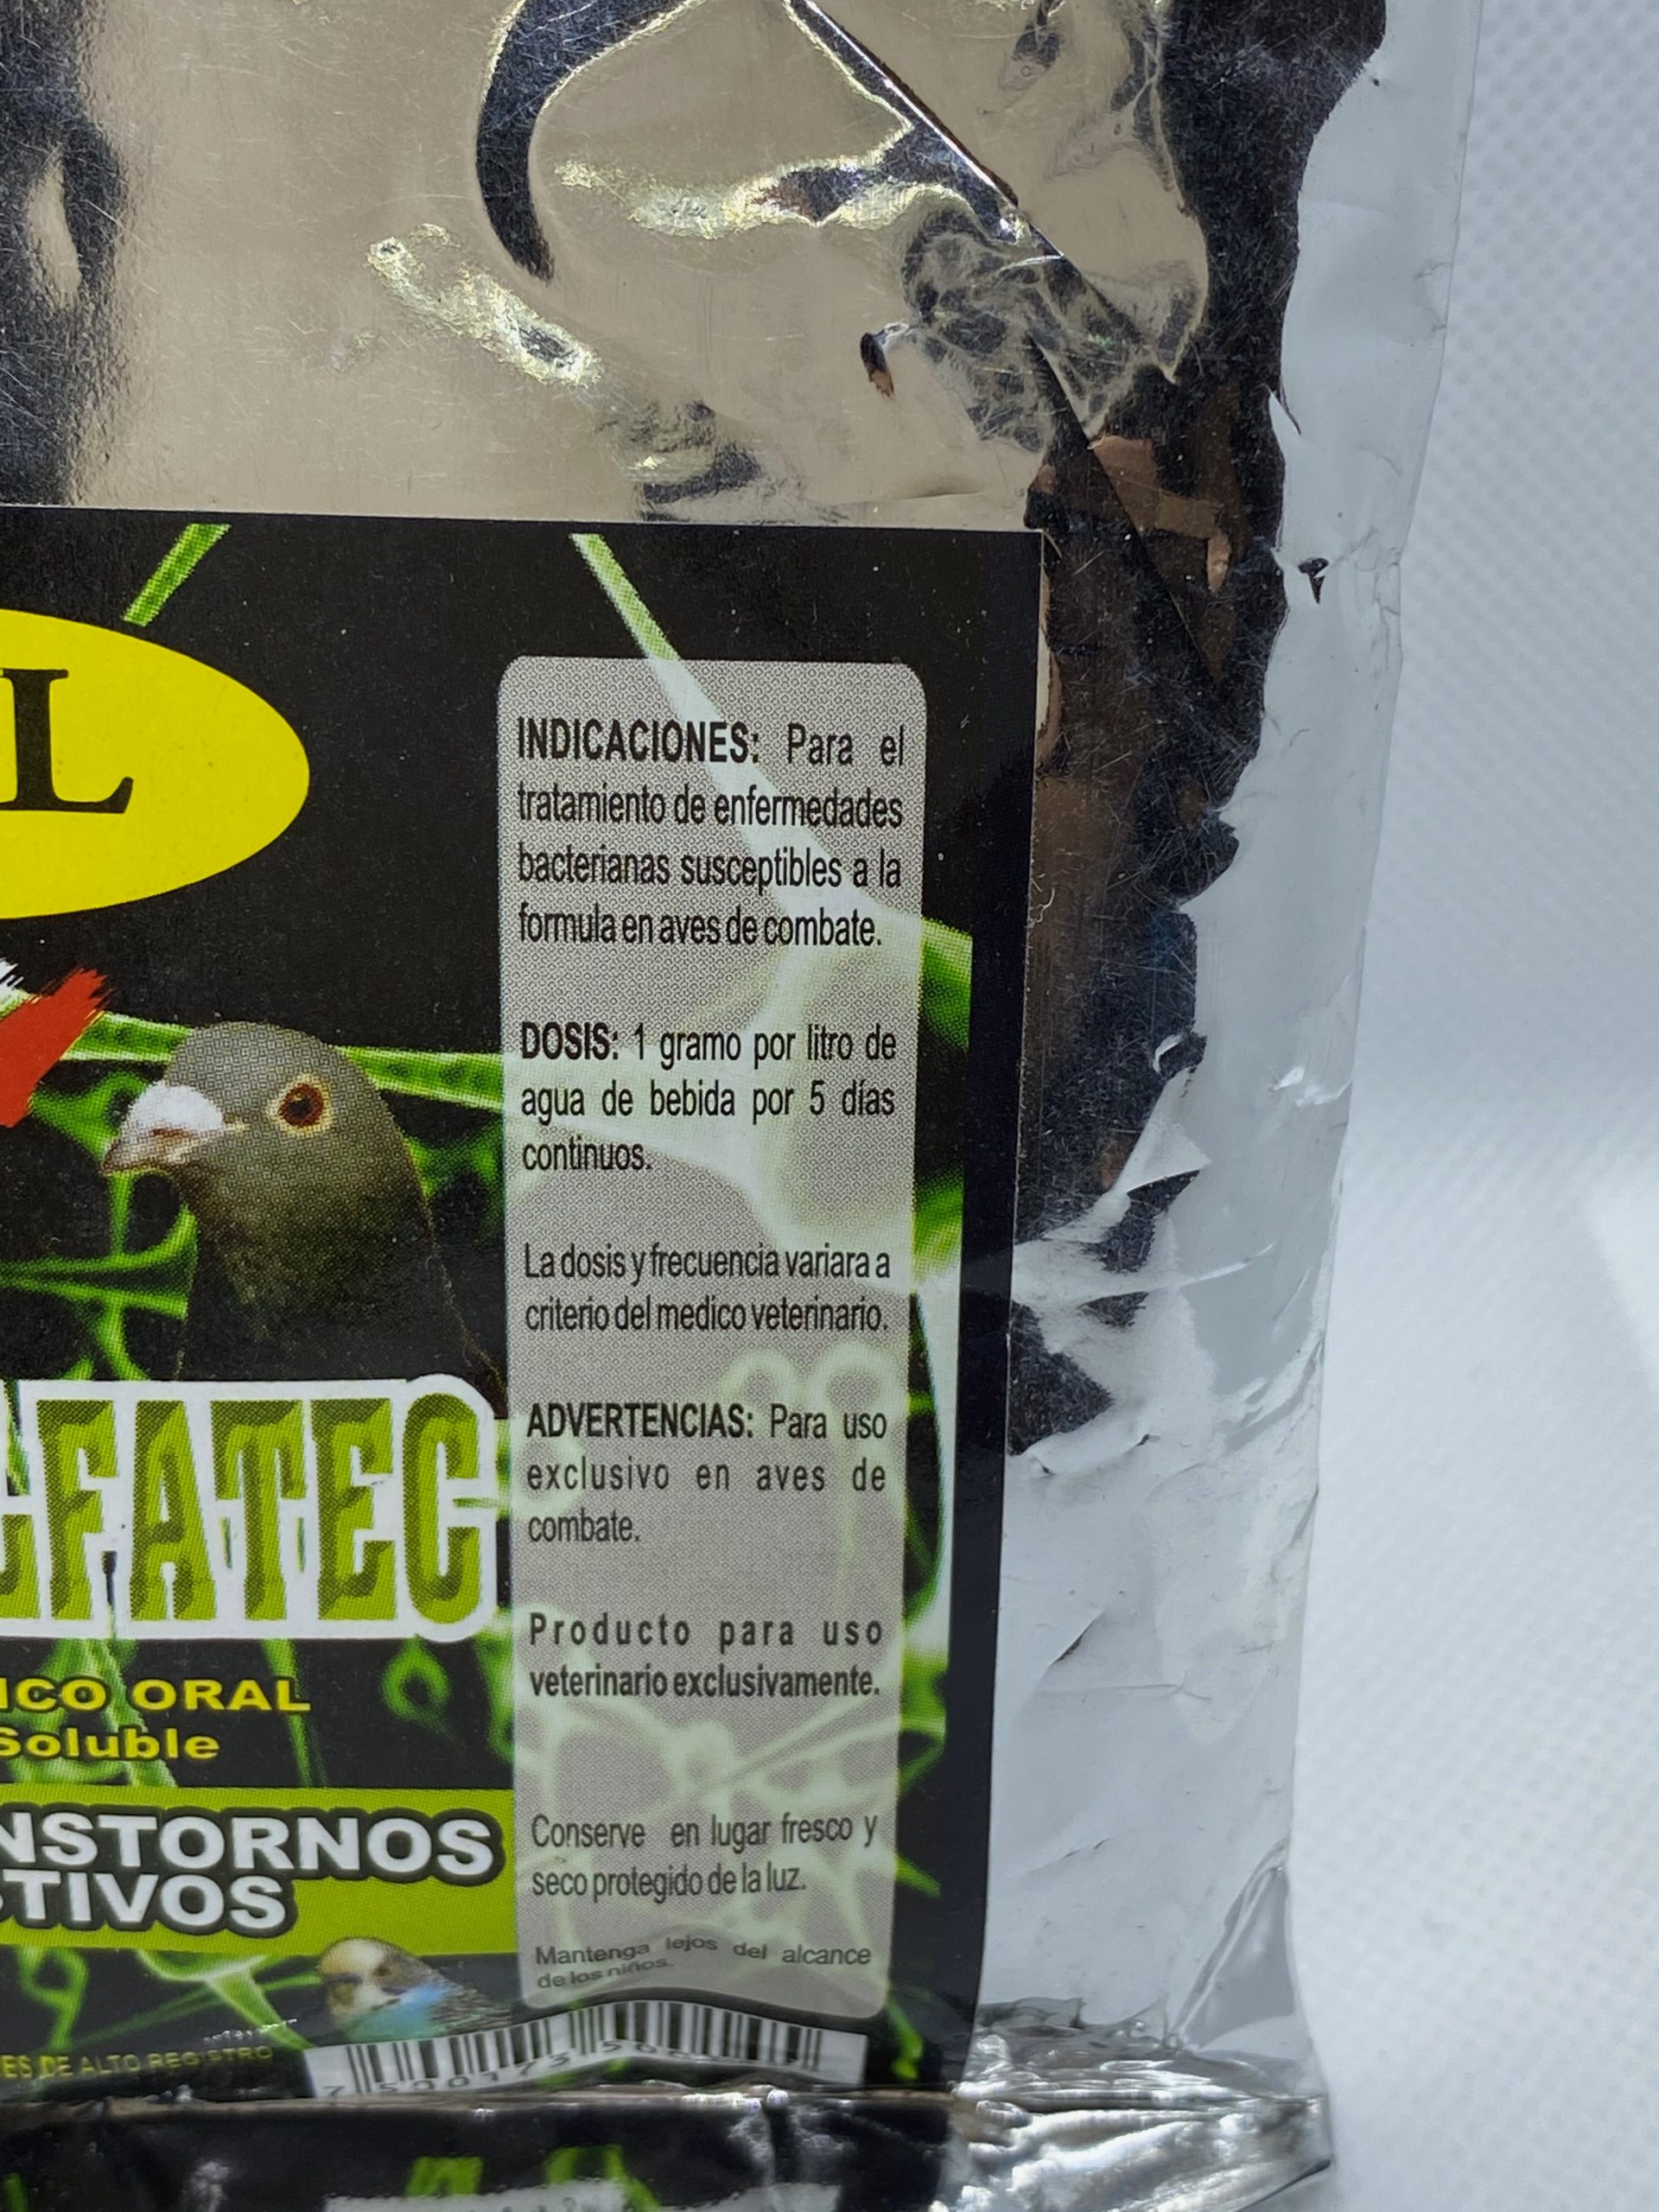 L
INDICACIONES: Para el
tratamiento de enfermedades
bacterianas susceptibles a la
formula en aves de combate.
DOSIS: 1 gramo por litro de
agua de bebida por 5 días
continuos.
La dosis y frecuencia variara a
criterio del medico veterinario.
ADVERTENCIAS: Para uso
exclusivo en aves de
combate.
Producto para uso
veterinario exclusivamente.
Conserve en lugar fresco y
seco protegido de la luz.
Mantenga lejos del alcance
de los niños.
FATEC
ICO ORAL
Soluble
NSTORNOS
STIVOS
ES DE ALTO REGISTRO